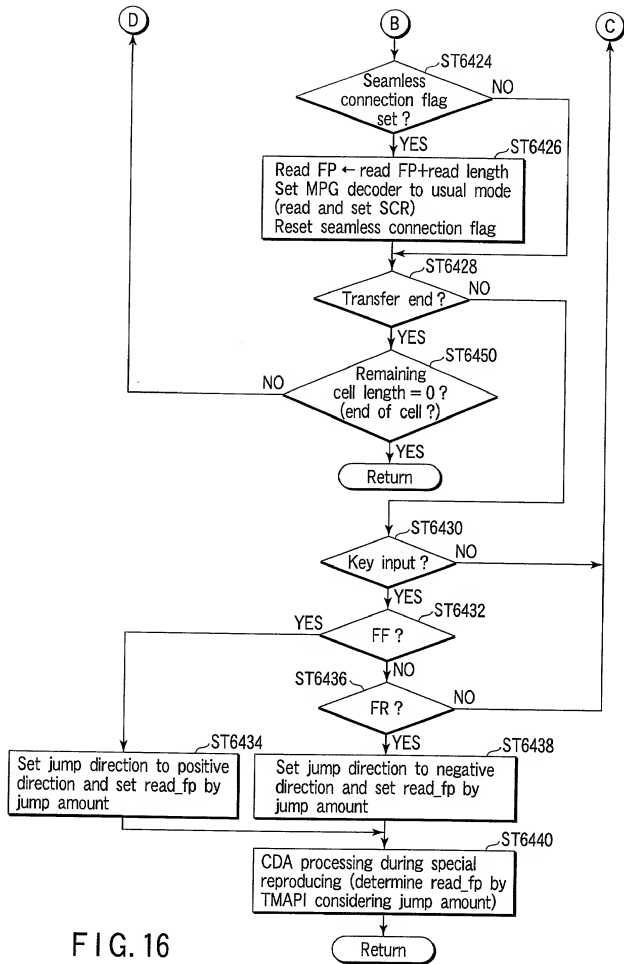 D
B
C
ST6424
Seamless
connection flag
set ?
NO
YES
ST6426
Read FP ← read FP+read length
Set MPG decoder to usual mode
(read and set SCR)
Reset seamless connection flag
ST6428
Transfer end ?
NO
YES
ST6450
Remaining
cell length = 0 ?
(end of cell ?)
NO
YES
Return
ST6430
Key input ?
NO
YES
ST6432
FF ?
YES
NO
ST6436
FR ?
NO
YES
ST6434
Set jump direction to positive
direction and set read_fp by
jump amount
ST6438
Set jump direction to negative
direction and set read_fp by
jump amount
ST6440
CDA processing during special
reproducing (determine read_fp by
TMAPI considering jump amount)
Return
FIG. 16